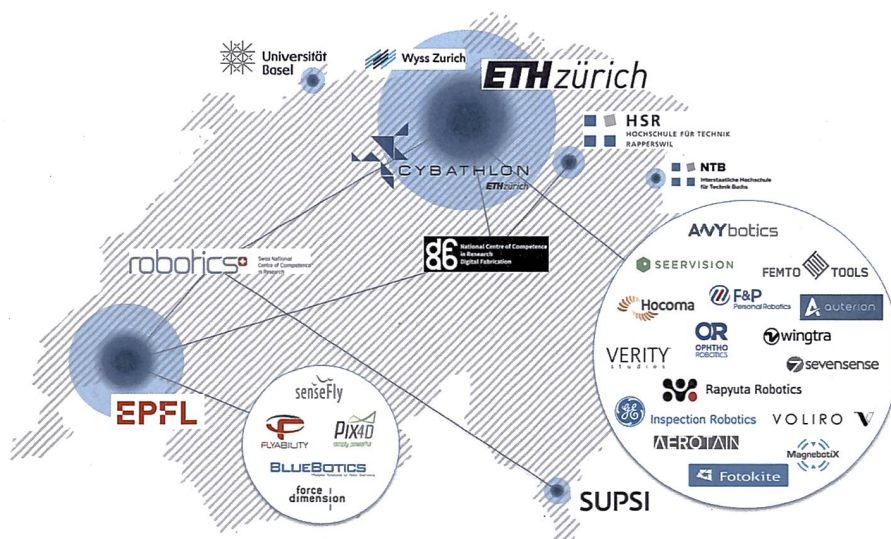 Universität
Basel
Wyss Zurich
ETH zürich
HSR
HOCHSCHULE FÜR TECHNIK
RAPPERSWIL
CYBATHLON
ETH zürich
NTB
Interstaatliche Hochschule
für Technik Buchs
robotics+
Swiss National
Centre of Competence
in Research
dfab
National Centre of Competence
in Research
Digital Fabrication
EPFL
senseFly
FLYABILITY
PIX4D
simply powerful
BLUEBOTICS
force
dimension
SUPSI
ANYbotics
SEERVISION
FEMTO TOOLS
Hocoma
F&P
Personal Robotics
auterion
OR
OPHTHO
ROBOTICS
wingtra
VERITY
studios
sevensense
Rapyuta Robotics
GE
Inspection Robotics
VOLIRO
AEROTAIN
MagnebotiX
Fotokite